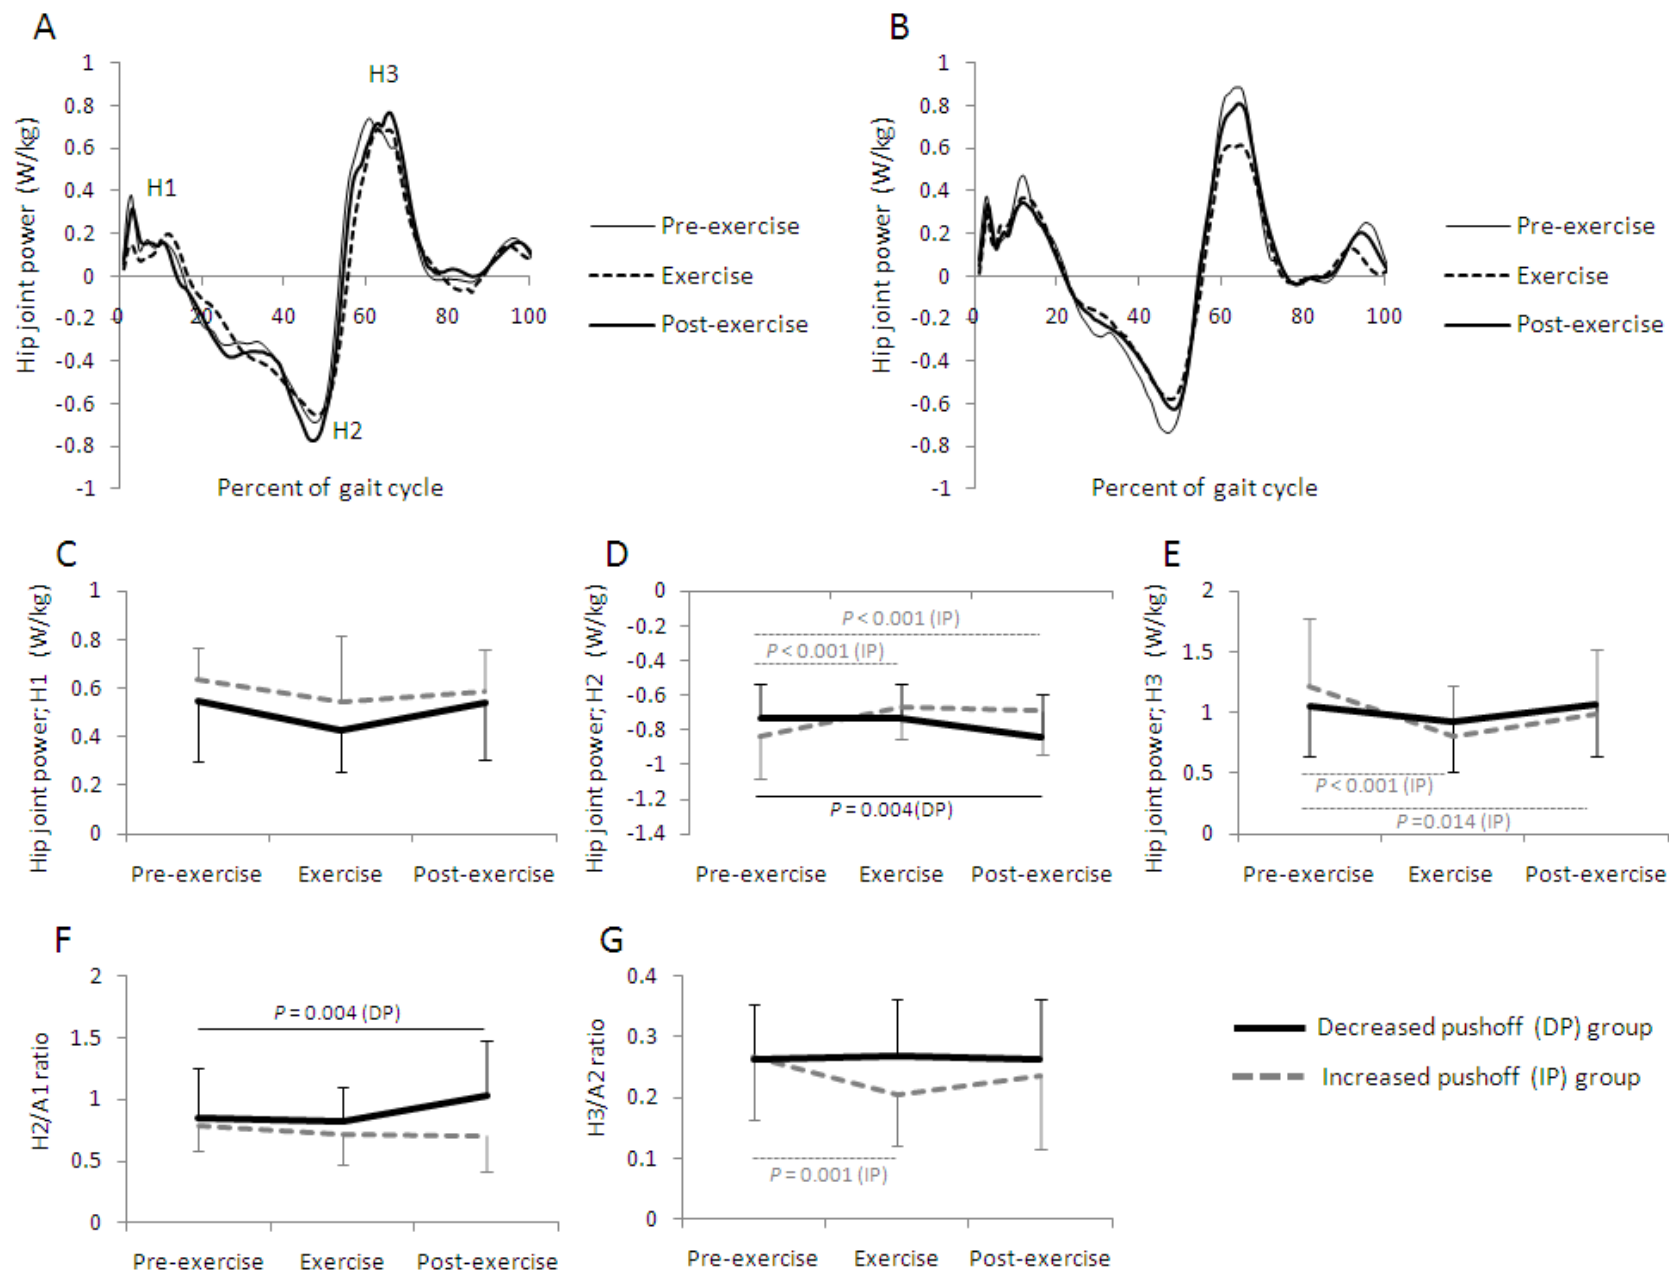 A
Hip joint power (W/kg)
1
0.8
0.6
0.4
0.2
0
-0.2
-0.4
-0.6
-0.8
-1
H1
H2
H3
0 20 40 60 80 100
Percent of gait cycle
Pre-exercise
Exercise
Post-exercise
B
Hip joint power (W/kg)
1
0.8
0.6
0.4
0.2
0
-0.2
-0.4
-0.6
-0.8
-1
0 20 40 60 80 100
Percent of gait cycle
Pre-exercise
Exercise
Post-exercise
C
Hip joint power; H1 (W/kg)
1
0.8
0.6
0.4
0.2
0
Pre-exercise Exercise Post-exercise
D
Hip joint power; H2 (W/kg)
0
-0.2
-0.4
-0.6
-0.8
-1
-1.2
-1.4
P < 0.001 (IP)
P < 0.001 (IP)
P = 0.004(DP)
Pre-exercise Exercise Post-exercise
E
Hip joint power; H3 (W/kg)
2
1.5
1
0.5
0
P < 0.001 (IP)
P =0.014 (IP)
Pre-exercise Exercise Post-exercise
F
H2/A1 ratio
2
1.5
1
0.5
0
P = 0.004 (DP)
Pre-exercise Exercise Post-exercise
G
H3/A2 ratio
0.4
0.3
0.2
0.1
0
P = 0.001 (IP)
Pre-exercise Exercise Post-exercise
Decreased pushoff (DP) group
Increased pushoff (IP) group